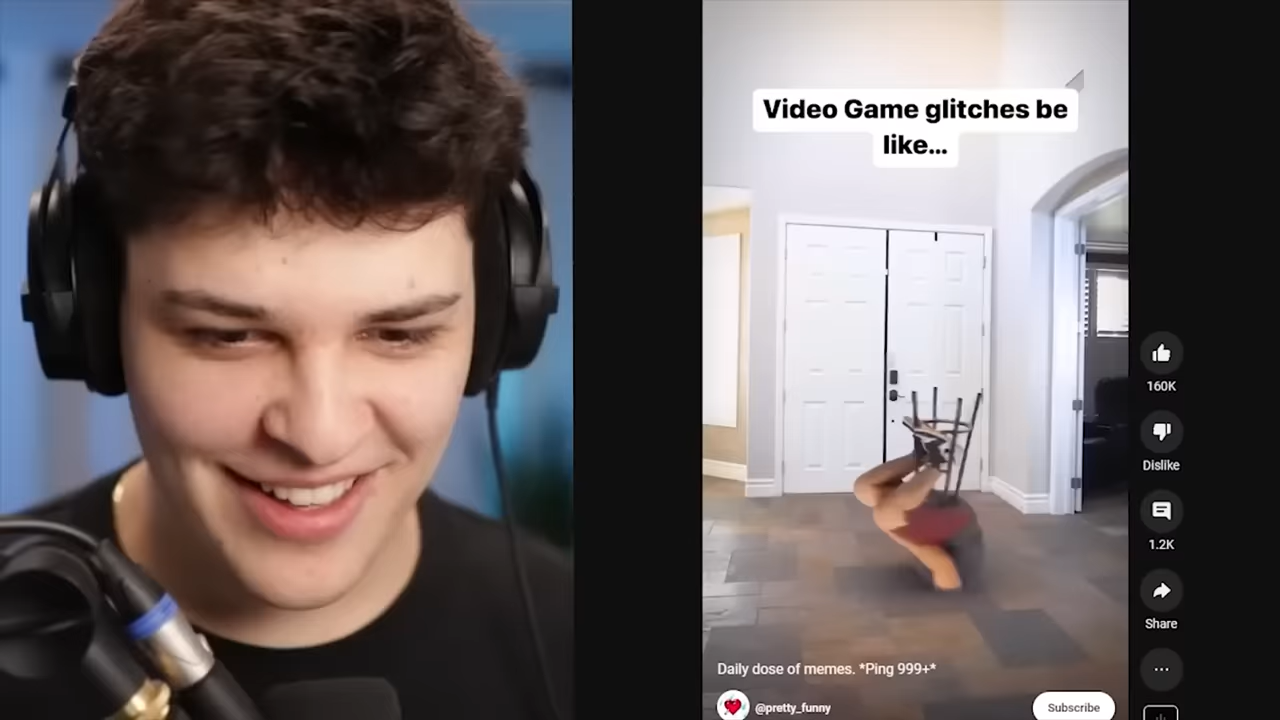 Video Game glitches be
like...
160K
Dislike
1.2K
Share
Daily dose of memes. *Ping 999+*
@pretty_funny
Subscribe